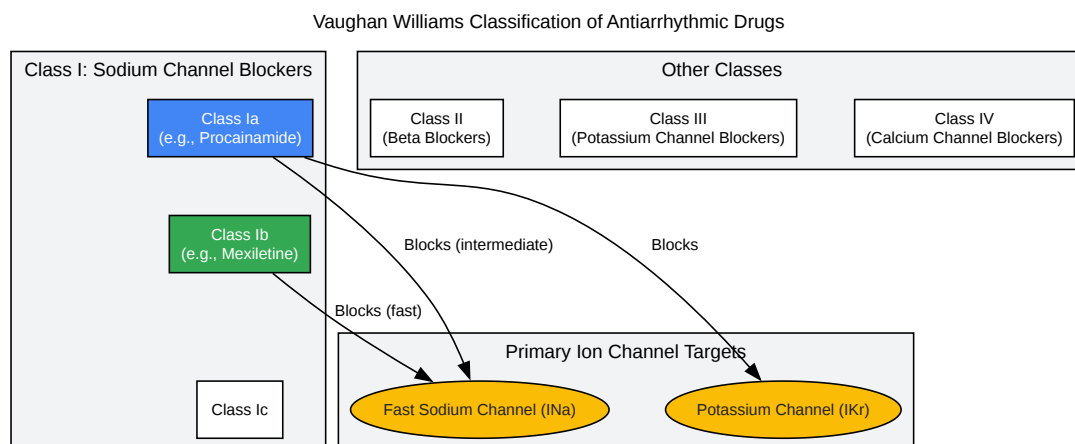 Vaughan Williams Classification of Antiarrhythmic Drugs
Class I: Sodium Channel Blockers
Other Classes
Class Ia
(e.g., Procainamide)
Class II
(Beta Blockers)
Class III
(Potassium Channel Blockers)
Class IV
(Calcium Channel Blockers)
Class Ib
(e.g., Mexiletine)
Blocks (intermediate)
Blocks
Blocks (fast)
Primary Ion Channel Targets
Class Ic
Fast Sodium Channel (INa)
Potassium Channel (IKr)